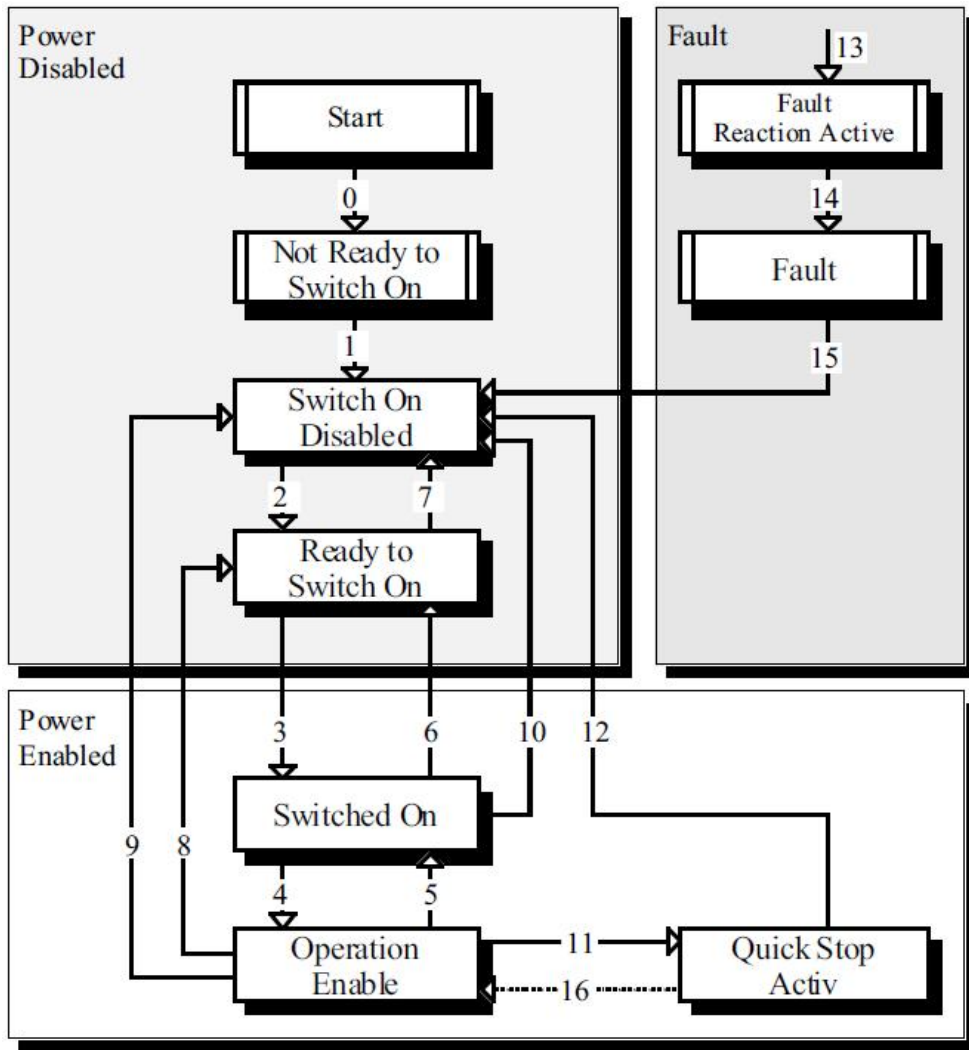 Power
Disabled
Start
0
Not Ready to
Switch On
1
Switch On
Disabled
2
7
Ready to
Switch On
Fault
13
Fault
Reaction Active
14
Fault
15
Power
Enabled
3
6
10
12
Switched On
9
8
4
5
Operation
Enable
11
16
Quick Stop
Activ